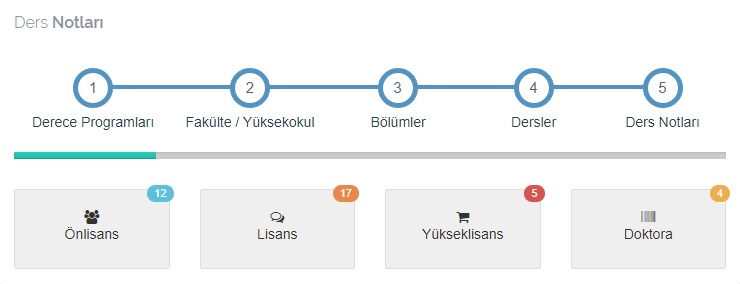 Ders Notları
1 2 3 4 5
Derece Programları Fakülte / Yüksekokul Bölümler Dersler Ders Notları
12 17 5 4
Önlisans Lisans Yükseklisans Doktora